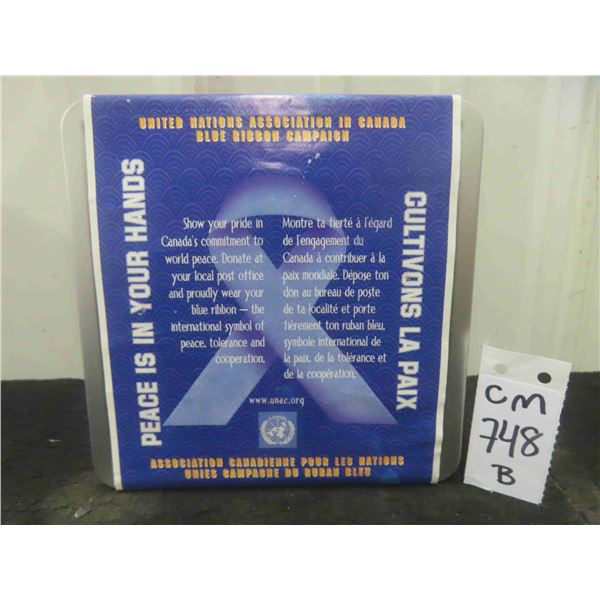 UNITED NATIONS ASSOCIATION IN CANADA
BLUE RIBBON CAMPAIGN
PEACE IS IN YOUR HANDS
Show your pride in
Canada's commitment to
world peace. Donate at
your local post office
and proudly wear your
blue ribbon — the
international symbol of
peace, tolerance and
cooperation.
Montre ta fierté à l'égard
de l'engagement du
Canada à contribuer à la
paix mondiale. Dépose ton
don au bureau de poste
de ta localité et porte
fièrement ton ruban bleu,
symbole international de
la paix, de la tolérance et
de la coopération.
CULTIVONS LA PAIX
www.unac.org
CANADA
ASSOCIATION CANADIENNE POUR LES NATIONS
UNIES CAMPAGNE DU RUBAN BLEU
CM
748
B